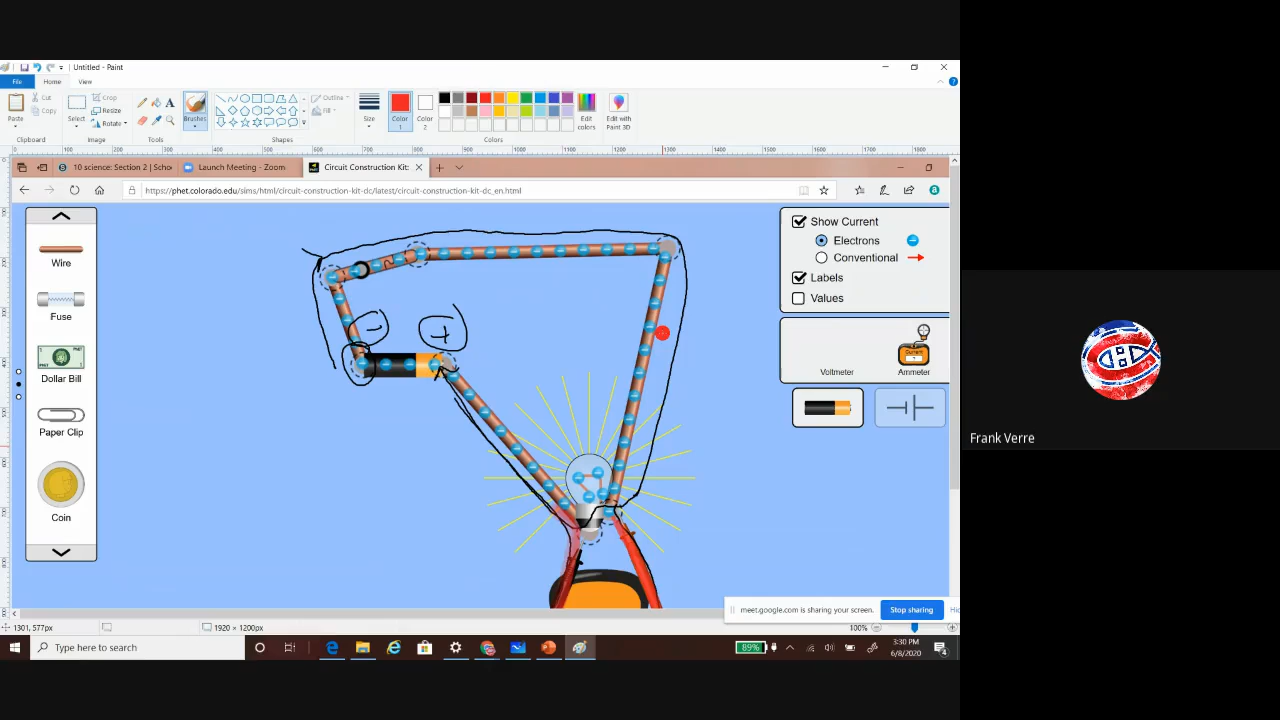 Untitled - Paint
File
Home
View
Paste
Cut
Copy
Clipboard
Select
Crop
Resize
Rotate
Image
A
Tools
Brushes
Outline
Fill
Shapes
Size
Color 1
Color 2
Edit colors
Edit with Paint 3D
Colors
10 science: Section 2 | Scho
Launch Meeting - Zoom
Circuit Construction Kit:
https://phet.colorado.edu/sims/html/circuit-construction-kit-dc/latest/circuit-construction-kit-dc_en.html
Wire
Fuse
Dollar Bill
Paper Clip
Coin
- +
Show Current
Electrons
Conventional
Labels
Values
Voltmeter
Current
?
Ammeter
Frank Verre
meet.google.com is sharing your screen.
Stop sharing
Hid
1301, 577px
1920 × 1200px
100%
Type here to search
89%
3:30 PM
6/8/2020
4